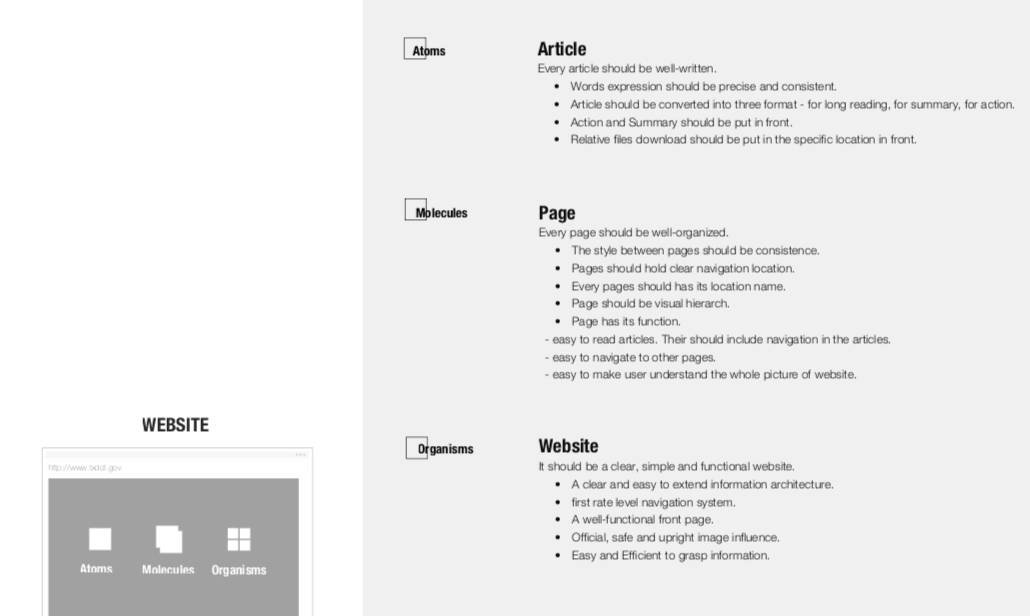 Atoms
Article
Every article should be well-written.
• Words expression should be precise and consistent.
• Article should be converted into three format - for long reading, for summary, for action.
• Action and Summary should be put in front.
• Relative files download should be put in the specific location in front.
Molecules
Page
Every page should be well-organized.
• The style between pages should be consistence.
• Pages should hold clear navigation location.
• Every pages should has its location name.
• Page should be visual hierarch.
• Page has its function.
- easy to read articles. Their should include navigation in the articles.
- easy to navigate to other pages.
- easy to make user understand the whole picture of website.
Organisms
Website
It should be a clear, simple and functional website.
• A clear and easy to extend information architecture.
• first rate level navigation system.
• A well-functional front page.
• Official, safe and upright image influence.
• Easy and Efficient to grasp information.
WEBSITE
http://www.txdot.gov
Atoms Molecules Organisms